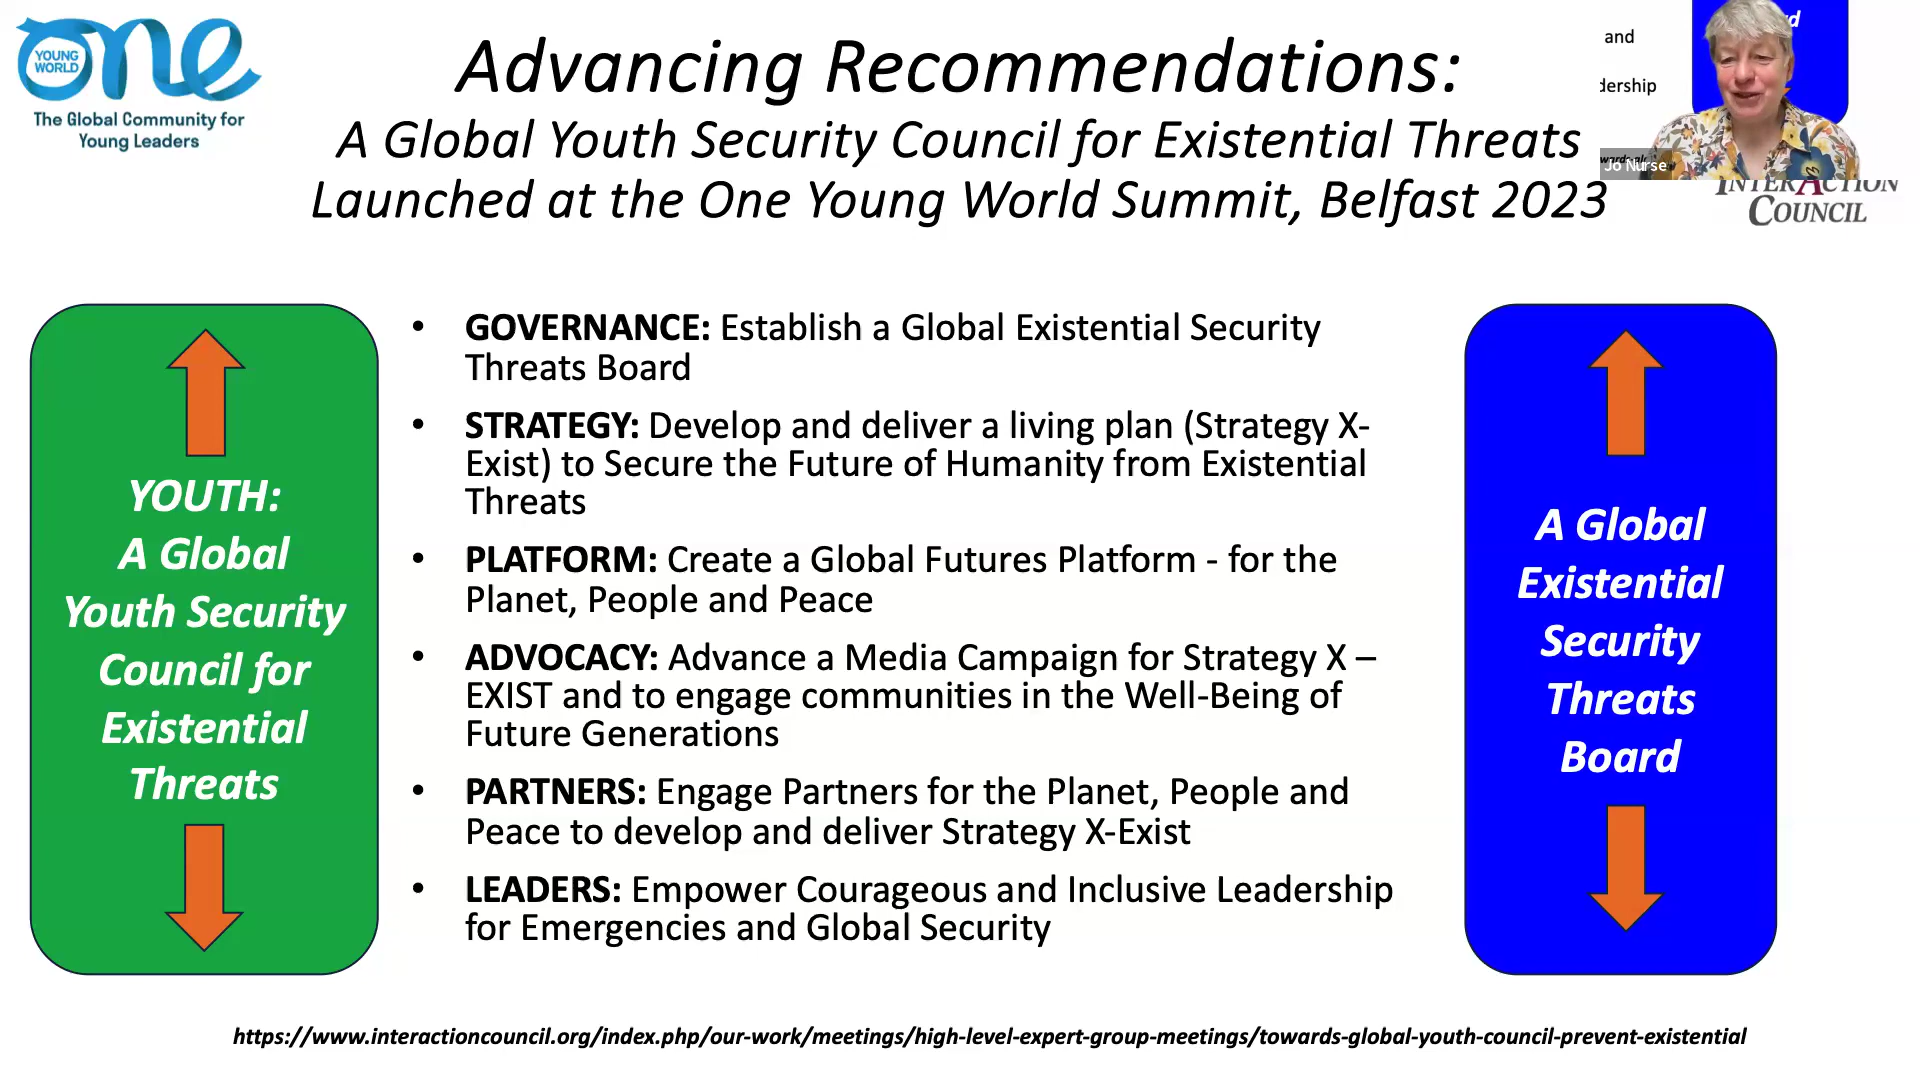 YOUNG
WORLD
one
The Global Community for
Young Leaders
Advancing Recommendations:
A Global Youth Security Council for Existential Threats
Launched at the One Young World Summit, Belfast 2023
and
dership
Jo Nurse
INTERACTION
COUNCIL
YOUTH:
A Global
Youth Security
Council for
Existential
Threats
• GOVERNANCE: Establish a Global Existential Security
Threats Board
• STRATEGY: Develop and deliver a living plan (Strategy X-
Exist) to Secure the Future of Humanity from Existential
Threats
• PLATFORM: Create a Global Futures Platform - for the
Planet, People and Peace
• ADVOCACY: Advance a Media Campaign for Strategy X –
EXIST and to engage communities in the Well-Being of
Future Generations
• PARTNERS: Engage Partners for the Planet, People and
Peace to develop and deliver Strategy X-Exist
• LEADERS: Empower Courageous and Inclusive Leadership
for Emergencies and Global Security
A Global
Existential
Security
Threats
Board
https://www.interactioncouncil.org/index.php/our-work/meetings/high-level-expert-group-meetings/towards-global-youth-council-prevent-existential